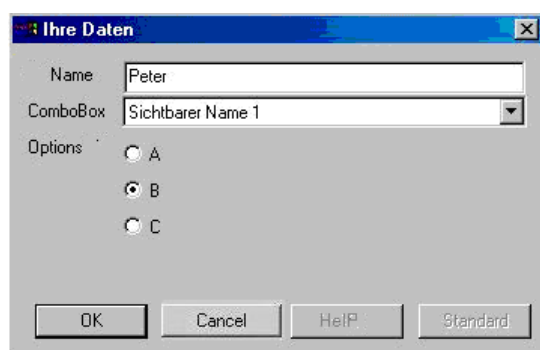 Ihre Daten
Name Peter
ComboBox Sichtbarer Name 1
Options A
B
C
OK Cancel HelP Standard